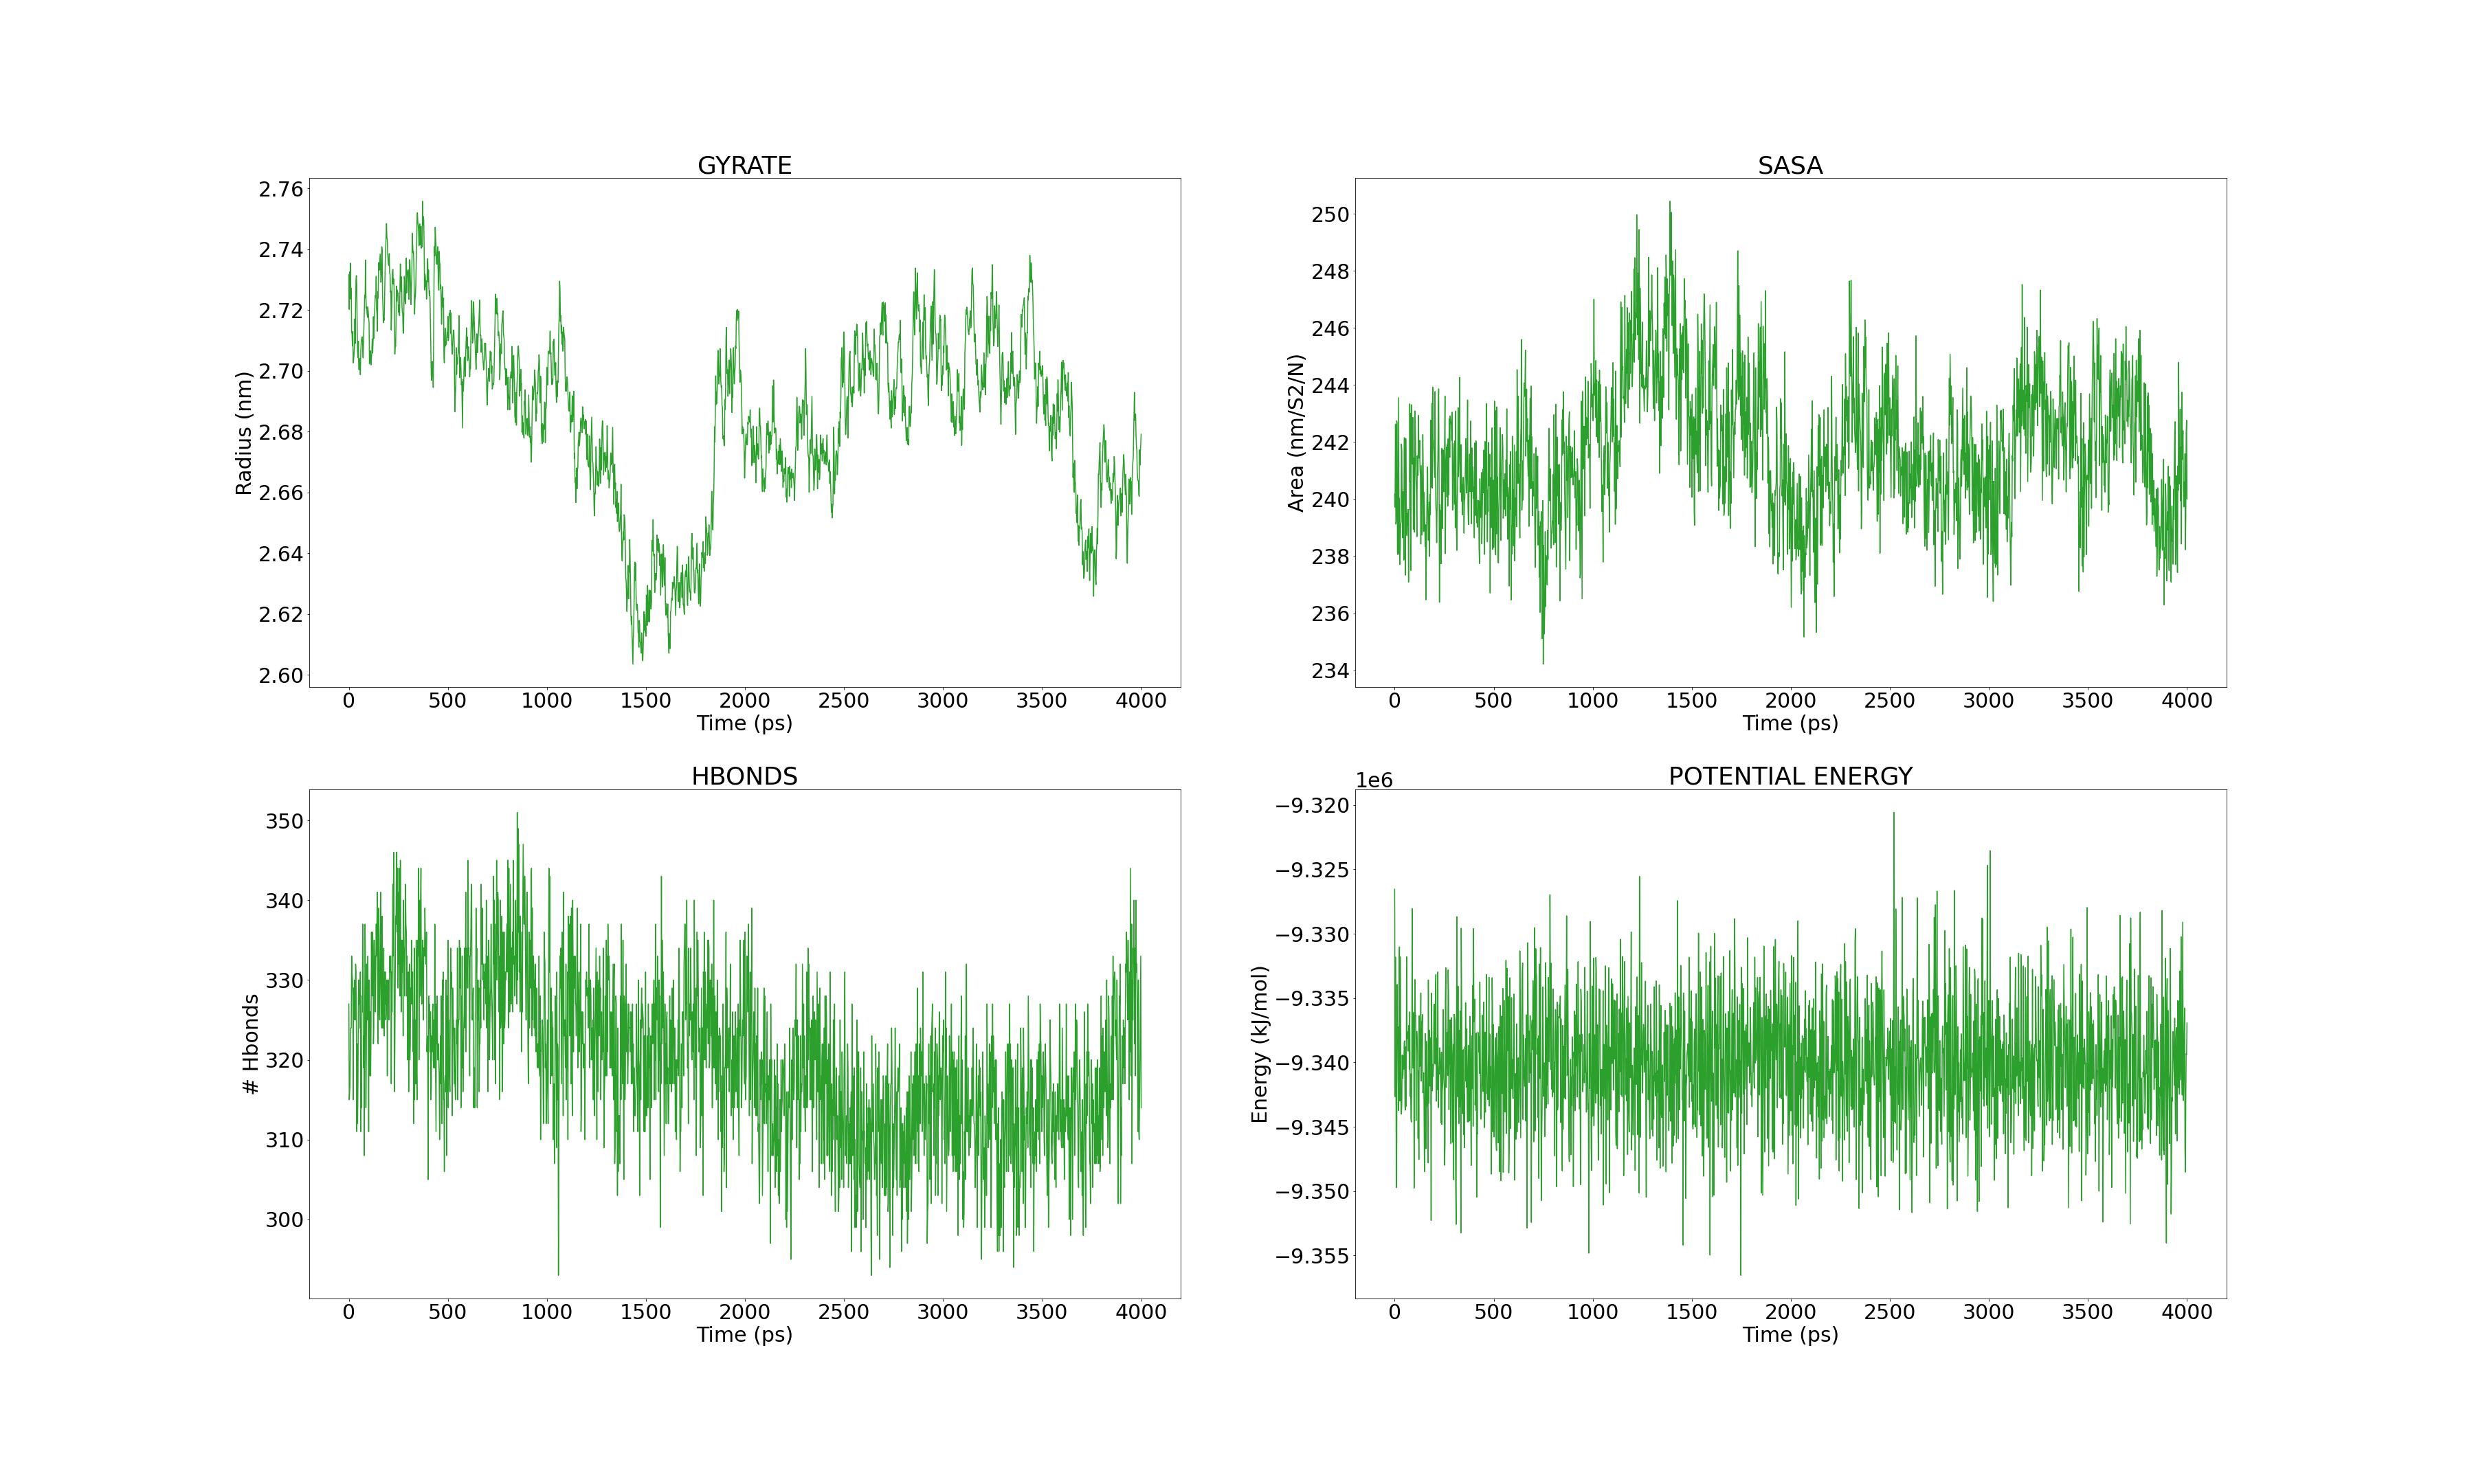 GYRATE
2.76
2.74
2.72
2.70
2.68
2.66
2.64
2.62
2.60
Radius (nm)
0 500 1000 1500 2000 2500 3000 3500 4000
Time (ps)
SASA
250
248
246
244
242
240
238
236
234
Area (nm/S2/N)
0 500 1000 1500 2000 2500 3000 3500 4000
Time (ps)
HBONDS
350
340
330
320
310
300
# Hbonds
0 500 1000 1500 2000 2500 3000 3500 4000
Time (ps)
POTENTIAL ENERGY
1e6
−9.320
−9.325
−9.330
−9.335
−9.340
−9.345
−9.350
−9.355
Energy (kJ/mol)
0 500 1000 1500 2000 2500 3000 3500 4000
Time (ps)